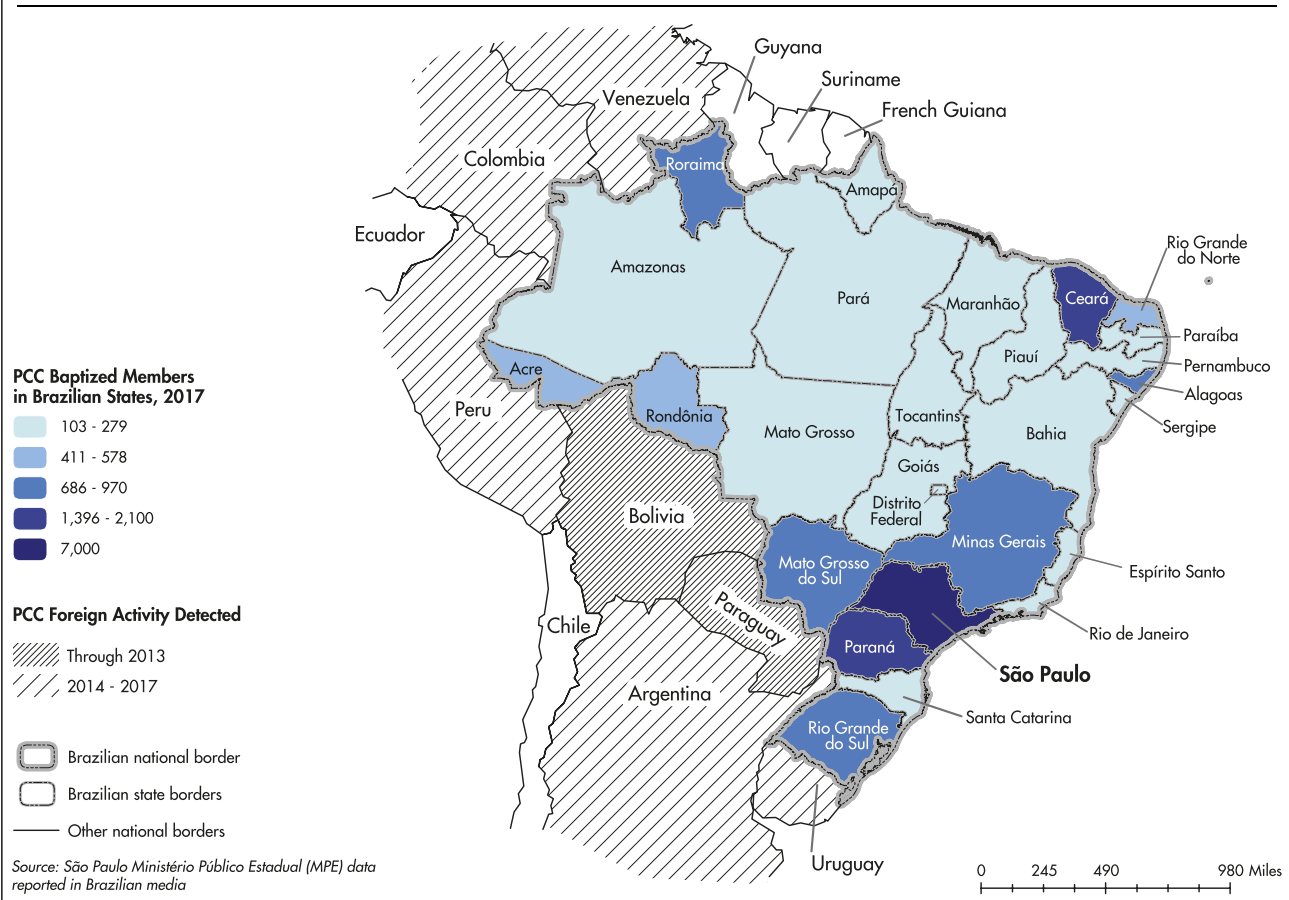 Guyana
Suriname
French Guiana
Venezuela
Colombia
Roraima
Amapá
Ecuador
Rio Grande
do Norte
Amazonas
Pará
Maranhão
Ceará
Paraíba
Piauí
Pernambuco
Acre
Alagoas
Peru
Rondônia
Tocantins
Mato Grosso
Bahia
Sergipe
Goiás
Distrito
Federal
Bolivia
Minas Gerais
Mato Grosso
do Sul
Espírito Santo
Paraguay
Chile
Rio de Janeiro
Paraná
São Paulo
Argentina
Santa Catarina
Rio Grande
do Sul
Uruguay
PCC Baptized Members
in Brazilian States, 2017
103 - 279
411 - 578
686 - 970
1,396 - 2,100
7,000
PCC Foreign Activity Detected
Through 2013
2014 - 2017
Brazilian national border
Brazilian state borders
Other national borders
Source: São Paulo Ministério Público Estadual (MPE) data
reported in Brazilian media
0 245 490 980 Miles